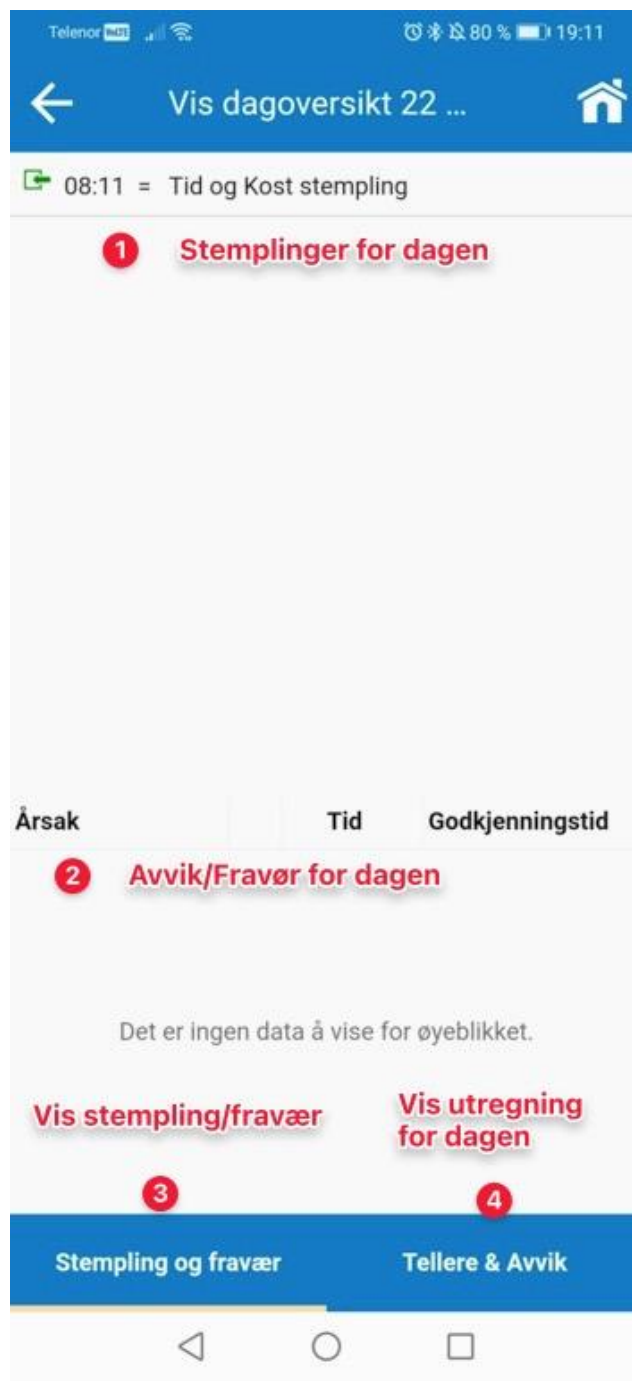 Telenor VoLTE 80 % 19:11
Vis dagoversikt 22 ...
08:11 = Tid og Kost stempling
1 Stemplinger for dagen
Årsak Tid Godkjenningstid
2 Avvik/Fravør for dagen
Det er ingen data å vise for øyeblikket.
Vis stempling/fravær
Vis utregning
for dagen
3 4
Stempling og fravær Tellere & Avvik